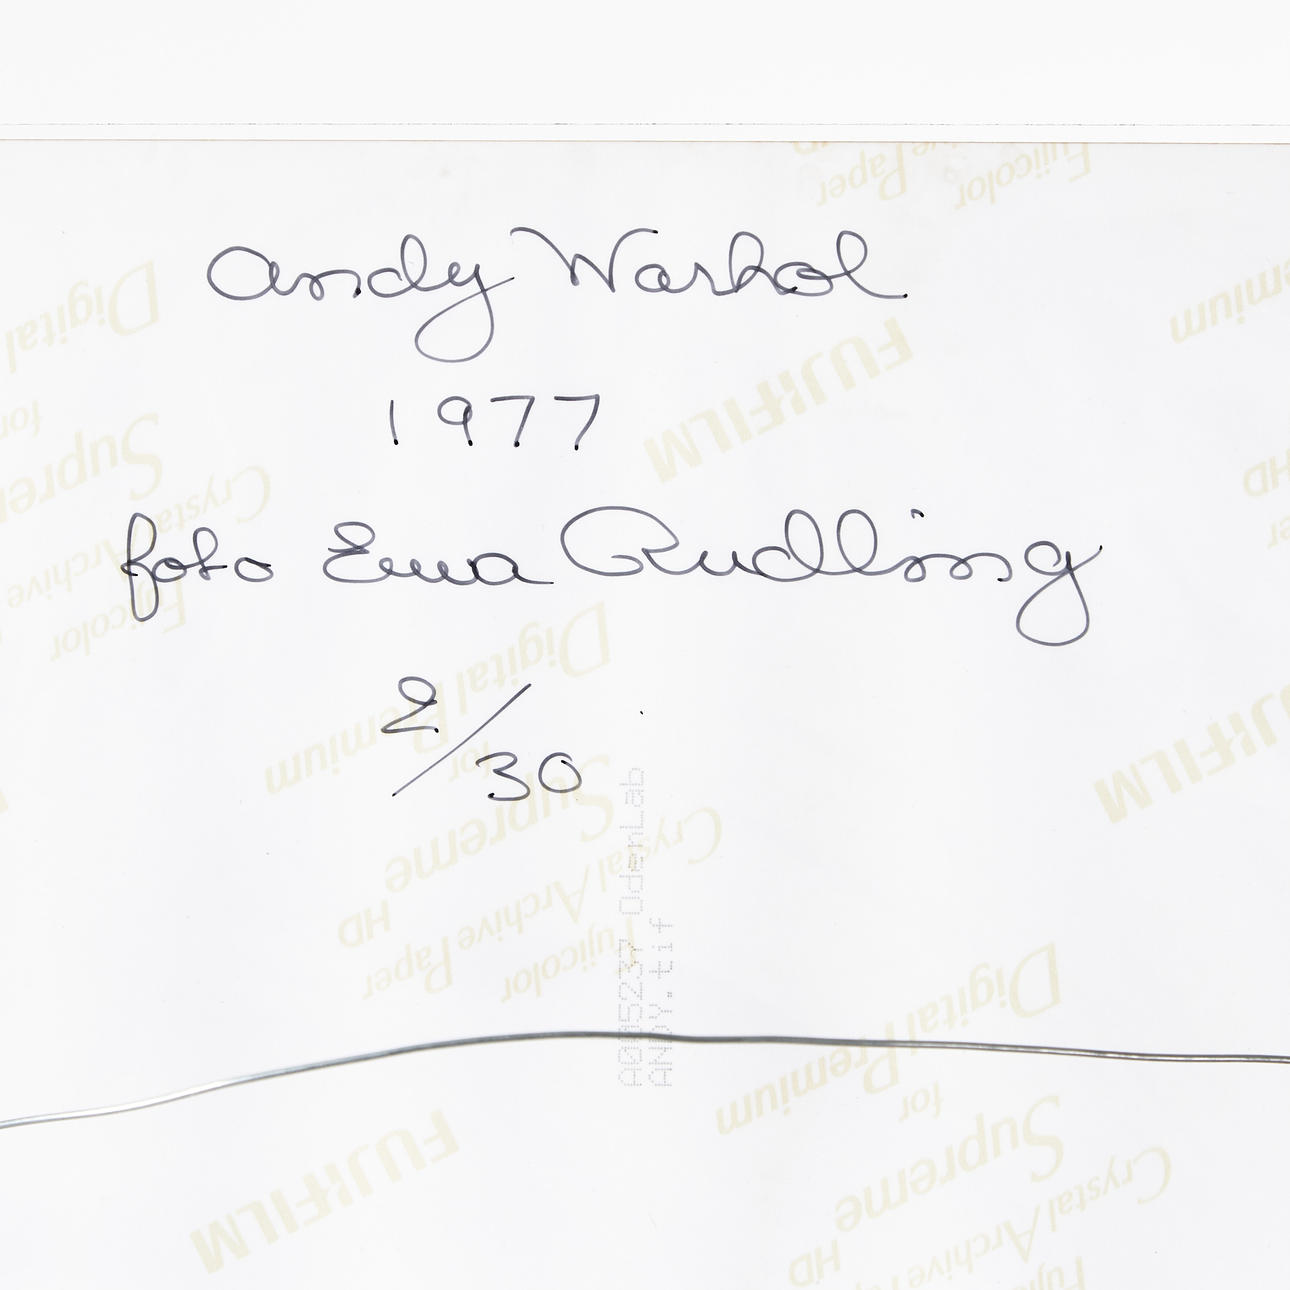 Andy Warhol
1977
foto Ewa Rudling
2/30
A005237 OdenLab
ANDY.tif
Fujicolor
Crystal Archive Paper
Supreme HD
for
Digital Premium
FUJIFILM